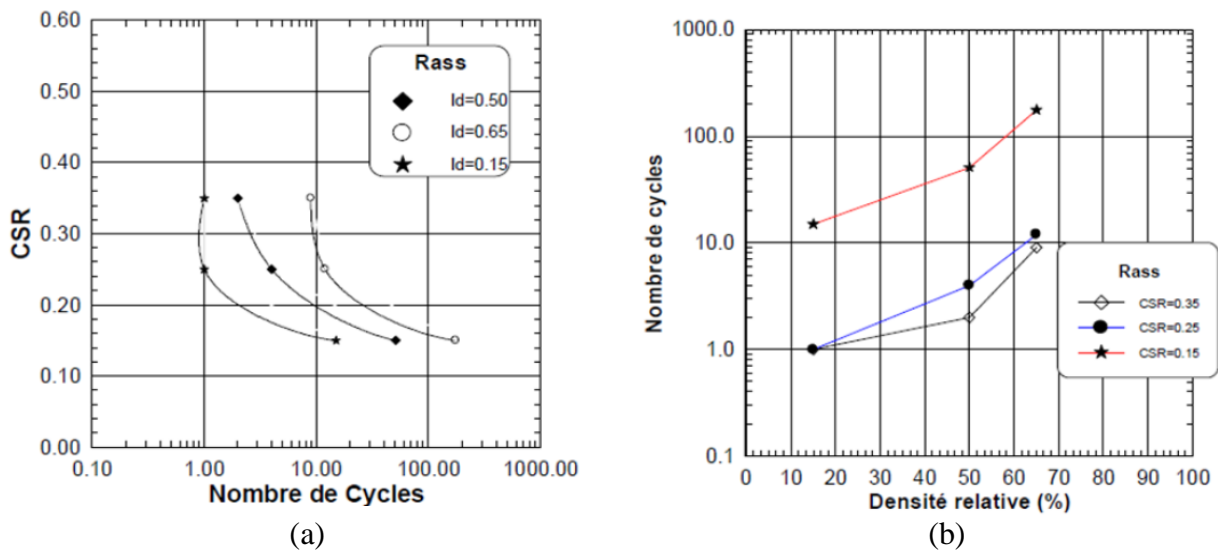 0.60
0.50
0.40
0.30
0.20
0.10
0.00
CSR
Rass
Id=0.50
Id=0.65
Id=0.15
0.10 1.00 10.00 100.00 1000.00
Nombre de Cycles
(a)
1000.0
100.0
10.0
1.0
0.1
Nombre de cycles
Rass
CSR=0.35
CSR=0.25
CSR=0.15
0 10 20 30 40 50 60 70 80 90 100
Densité relative (%)
(b)